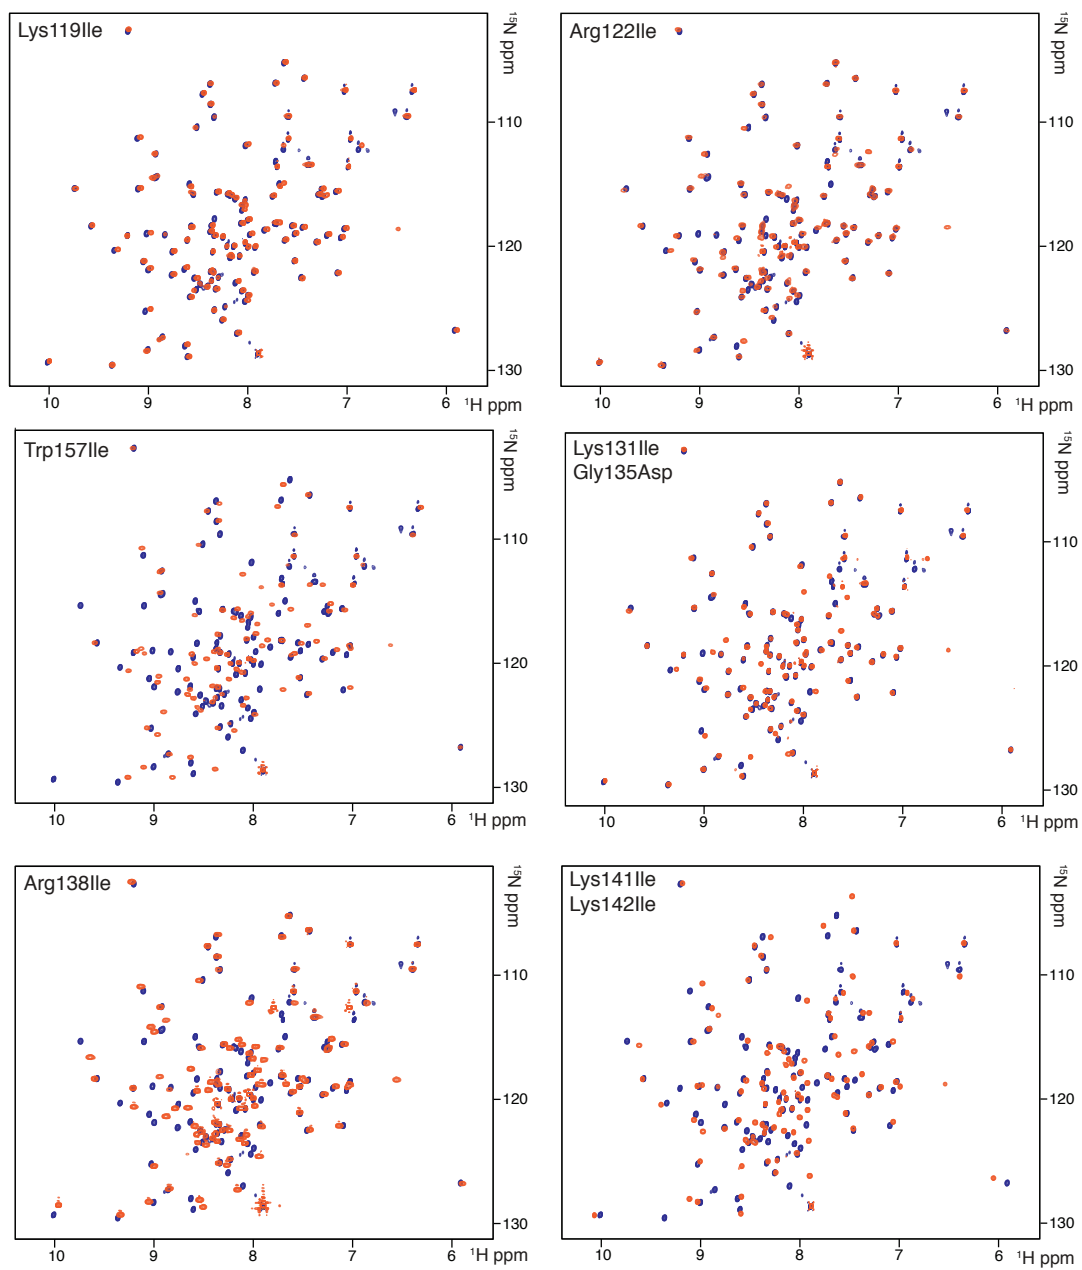 Lys119Ile
¹⁵N ppm
110
120
130
10 9 8 7 ¹H ppm
Arg122Ile
¹⁵N ppm
110
120
130
10 9 8 7 6 ¹H ppm
Trp157Ile
¹⁵N ppm
110
120
130
10 9 8 7 6 ¹H ppm
Lys131Ile
Gly135Asp
¹⁵N ppm
110
120
130
10 9 8 7 6 ¹H ppm
Arg138Ile
¹⁵N ppm
110
120
130
10 9 8 7 6 ¹H ppm
Lys141Ile
Lys142Ile
¹⁵N ppm
110
120
130
10 9 8 7 6 ¹H ppm